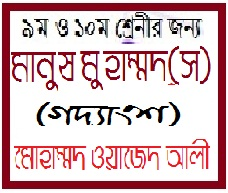 ৯ম ও ১০ম শ্রেনীর জন্য
মানুষ মুহাম্মদ(স)
(গদ্যাংশ)
মোহাম্মদ ওয়াজেদ আলী